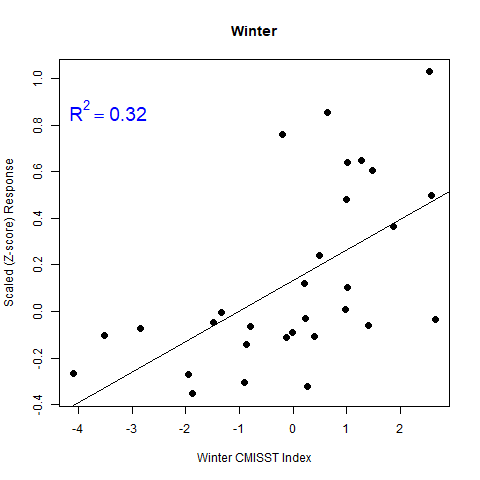 Winter
R² = 0.32
Scaled (Z-score) Response
1.0
0.8
0.6
0.4
0.2
0.0
-0.2
-0.4
-4 -3 -2 -1 0 1 2
Winter CMISST Index